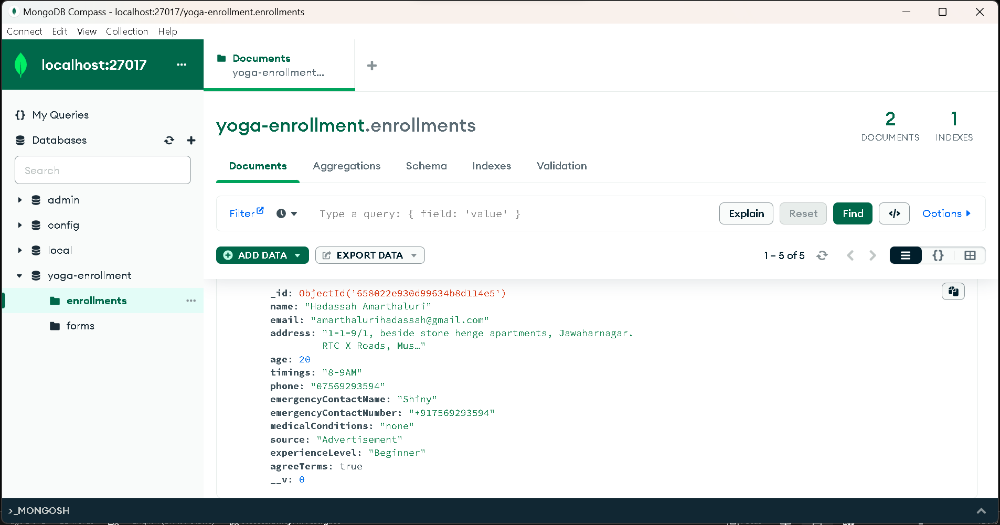 MongoDB Compass - localhost:27017/yoga-enrollment.enrollments
Connect Edit View Collection Help
localhost:27017 ...
Documents
yoga-enrollment...
My Queries
Databases
Search
admin
config
local
yoga-enrollment
enrollments ...
forms
yoga-enrollment.enrollments
2
DOCUMENTS
1
INDEXES
Documents Aggregations Schema Indexes Validation
Filter Type a query: { field: 'value' } Explain Reset Find </> Options
ADD DATA EXPORT DATA 1 – 5 of 5 {}
_id: ObjectId('658022e930d99634b8d114e5')
name: "Hadassah Amarthaluri"
email: "amarthalurihadassah@gmail.com"
address: "1-1-9/1, beside stone henge apartments, Jawaharnagar.
RTC X Roads, Mus…"
age: 20
timings: "8-9AM"
phone: "07569293594"
emergencyContactName: "Shiny"
emergencyContactNumber: "+917569293594"
medicalConditions: "none"
source: "Advertisement"
experienceLevel: "Beginner"
agreeTerms: true
__v: 0
>_MONGOSH